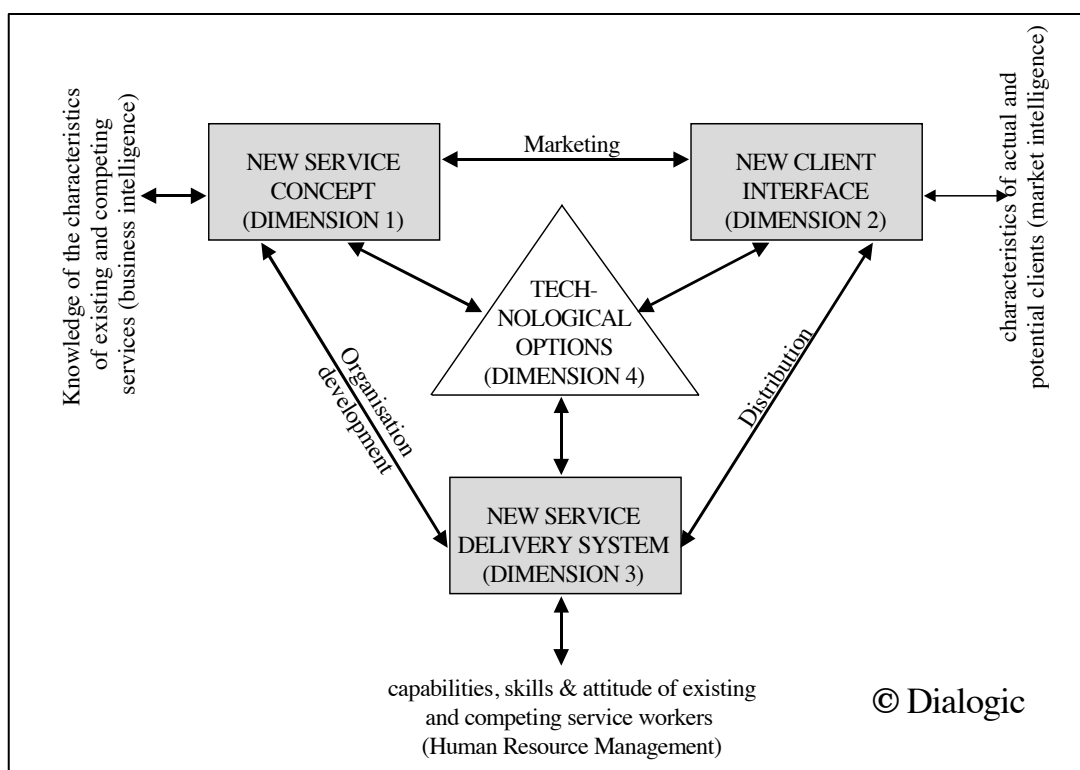 Knowledge of the characteristics
of existing and competing
services (business intelligence)
NEW SERVICE
CONCEPT
(DIMENSION 1)
Marketing
NEW CLIENT
INTERFACE
(DIMENSION 2)
characteristics of actual and
potential clients (market intelligence)
TECH-
NOLOGICAL
OPTIONS
(DIMENSION 4)
Organisation
development
Distribution
NEW SERVICE
DELIVERY SYSTEM
(DIMENSION 3)
capabilities, skills & attitude of existing
and competing service workers
(Human Resource Management)
© Dialogic